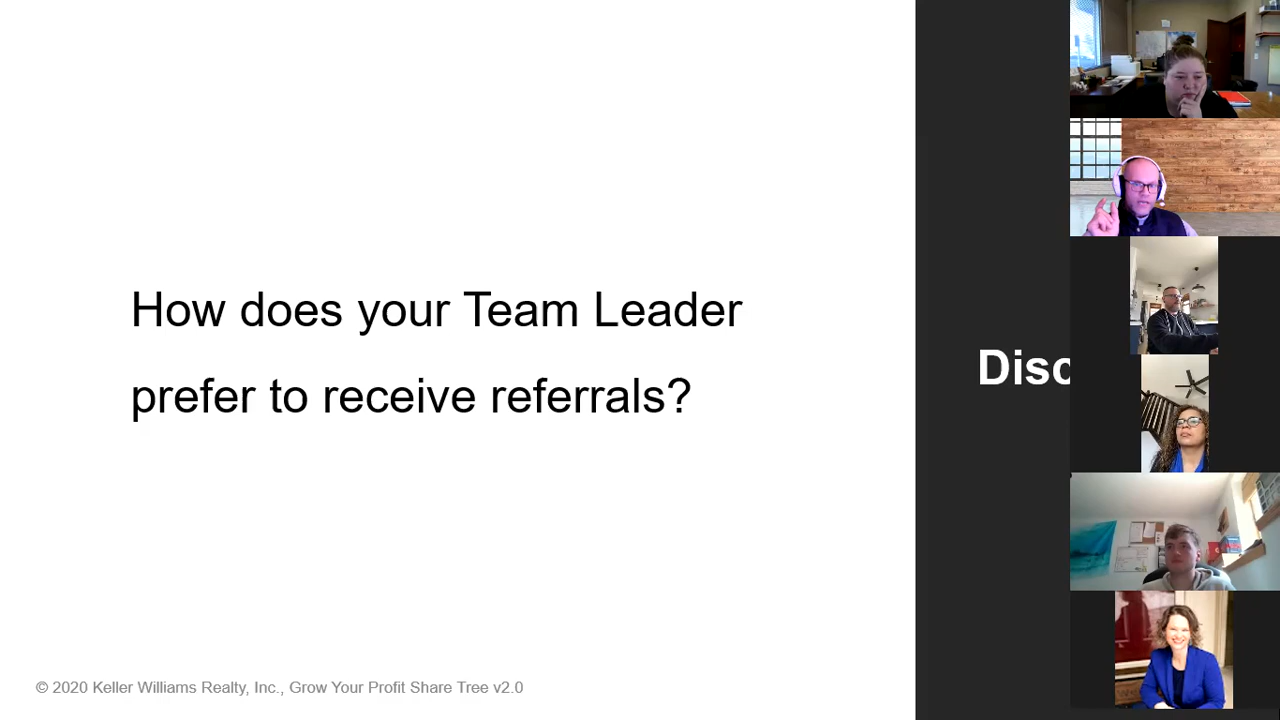 How does your Team Leader
prefer to receive referrals?
Disc
© 2020 Keller Williams Realty, Inc., Grow Your Profit Share Tree v2.0